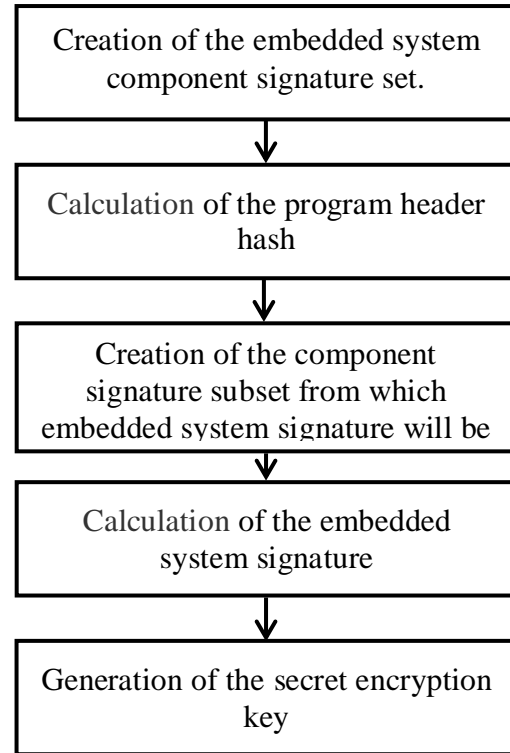 Creation of the embedded system
component signature set.
Calculation of the program header
hash
Creation of the component
signature subset from which
embedded system signature will be
Calculation of the embedded
system signature
Generation of the secret encryption
key